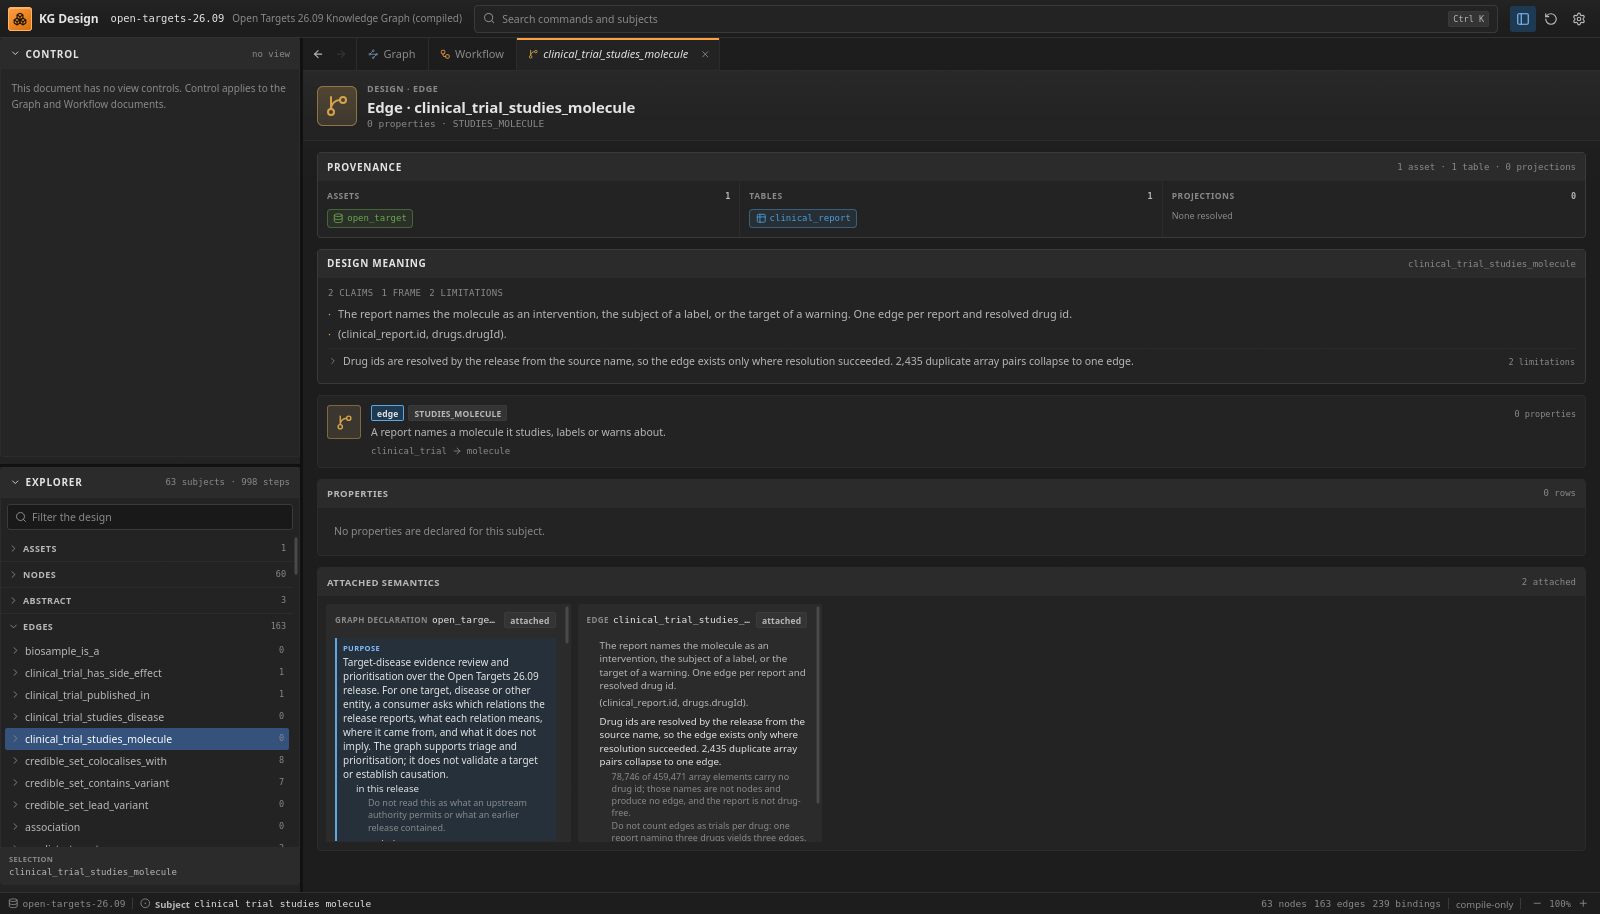 KG Design open-targets-26.09 Open Targets 26.09 Knowledge Graph (compiled)
Search commands and subjects
Ctrl K
CONTROL
no view
This document has no view controls. Control applies to the
Graph and Workflow documents.
Graph
Workflow
clinical_trial_studies_molecule
DESIGN · EDGE
Edge · clinical_trial_studies_molecule
0 properties · STUDIES_MOLECULE
PROVENANCE
1 asset · 1 table · 0 projections
ASSETS
1
open_target
TABLES
1
clinical_report
PROJECTIONS
0
None resolved
DESIGN MEANING
clinical_trial_studies_molecule
2 CLAIMS 1 FRAME 2 LIMITATIONS
· The report names the molecule as an intervention, the subject of a label, or the target of a warning. One edge per report and resolved drug id.
· (clinical_report.id, drugs.drugId).
Drug ids are resolved by the release from the source name, so the edge exists only where resolution succeeded. 2,435 duplicate array pairs collapse to one edge.
2 limitations
edge
STUDIES_MOLECULE
0 properties
A report names a molecule it studies, labels or warns about.
clinical_trial → molecule
PROPERTIES
0 rows
No properties are declared for this subject.
ATTACHED SEMANTICS
2 attached
GRAPH DECLARATION open_targe…
attached
PURPOSE
Target-disease evidence review and
prioritisation over the Open Targets 26.09
release. For one target, disease or other
entity, a consumer asks which relations the
release reports, what each relation means,
where it came from, and what it does not
imply. The graph supports triage and
prioritisation; it does not validate a target
or establish causation.
in this release
Do not read this as what an upstream
authority permits or what an earlier
release contained.
EDGE clinical_trial_studies_…
attached
The report names the molecule as an
intervention, the subject of a label, or the
target of a warning. One edge per report and
resolved drug id.
(clinical_report.id, drugs.drugId).
Drug ids are resolved by the release from the
source name, so the edge exists only where
resolution succeeded. 2,435 duplicate array
pairs collapse to one edge.
78,746 of 459,471 array elements carry no
drug id; those names are not nodes and
produce no edge, and the report is not drug-
free.
Do not count edges as trials per drug: one
report naming three drugs yields three edges.
EXPLORER
63 subjects · 998 steps
Filter the design
ASSETS
1
NODES
60
ABSTRACT
3
EDGES
163
biosample_is_a
0
clinical_trial_has_side_effect
1
clinical_trial_published_in
1
clinical_trial_studies_disease
0
clinical_trial_studies_molecule
0
credible_set_colocalises_with
8
credible_set_contains_variant
7
credible_set_lead_variant
0
association
0
SELECTION
clinical_trial_studies_molecule
open-targets-26.09
Subject clinical trial studies molecule
63 nodes 163 edges 239 bindings
compile-only
100%